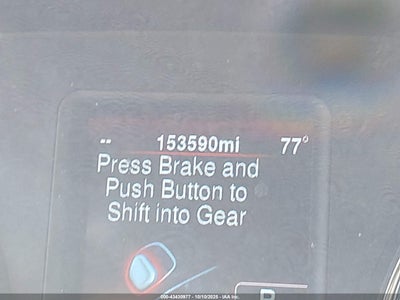 -- 153590mi 77°
Press Brake and
Push Button to
Shift into Gear